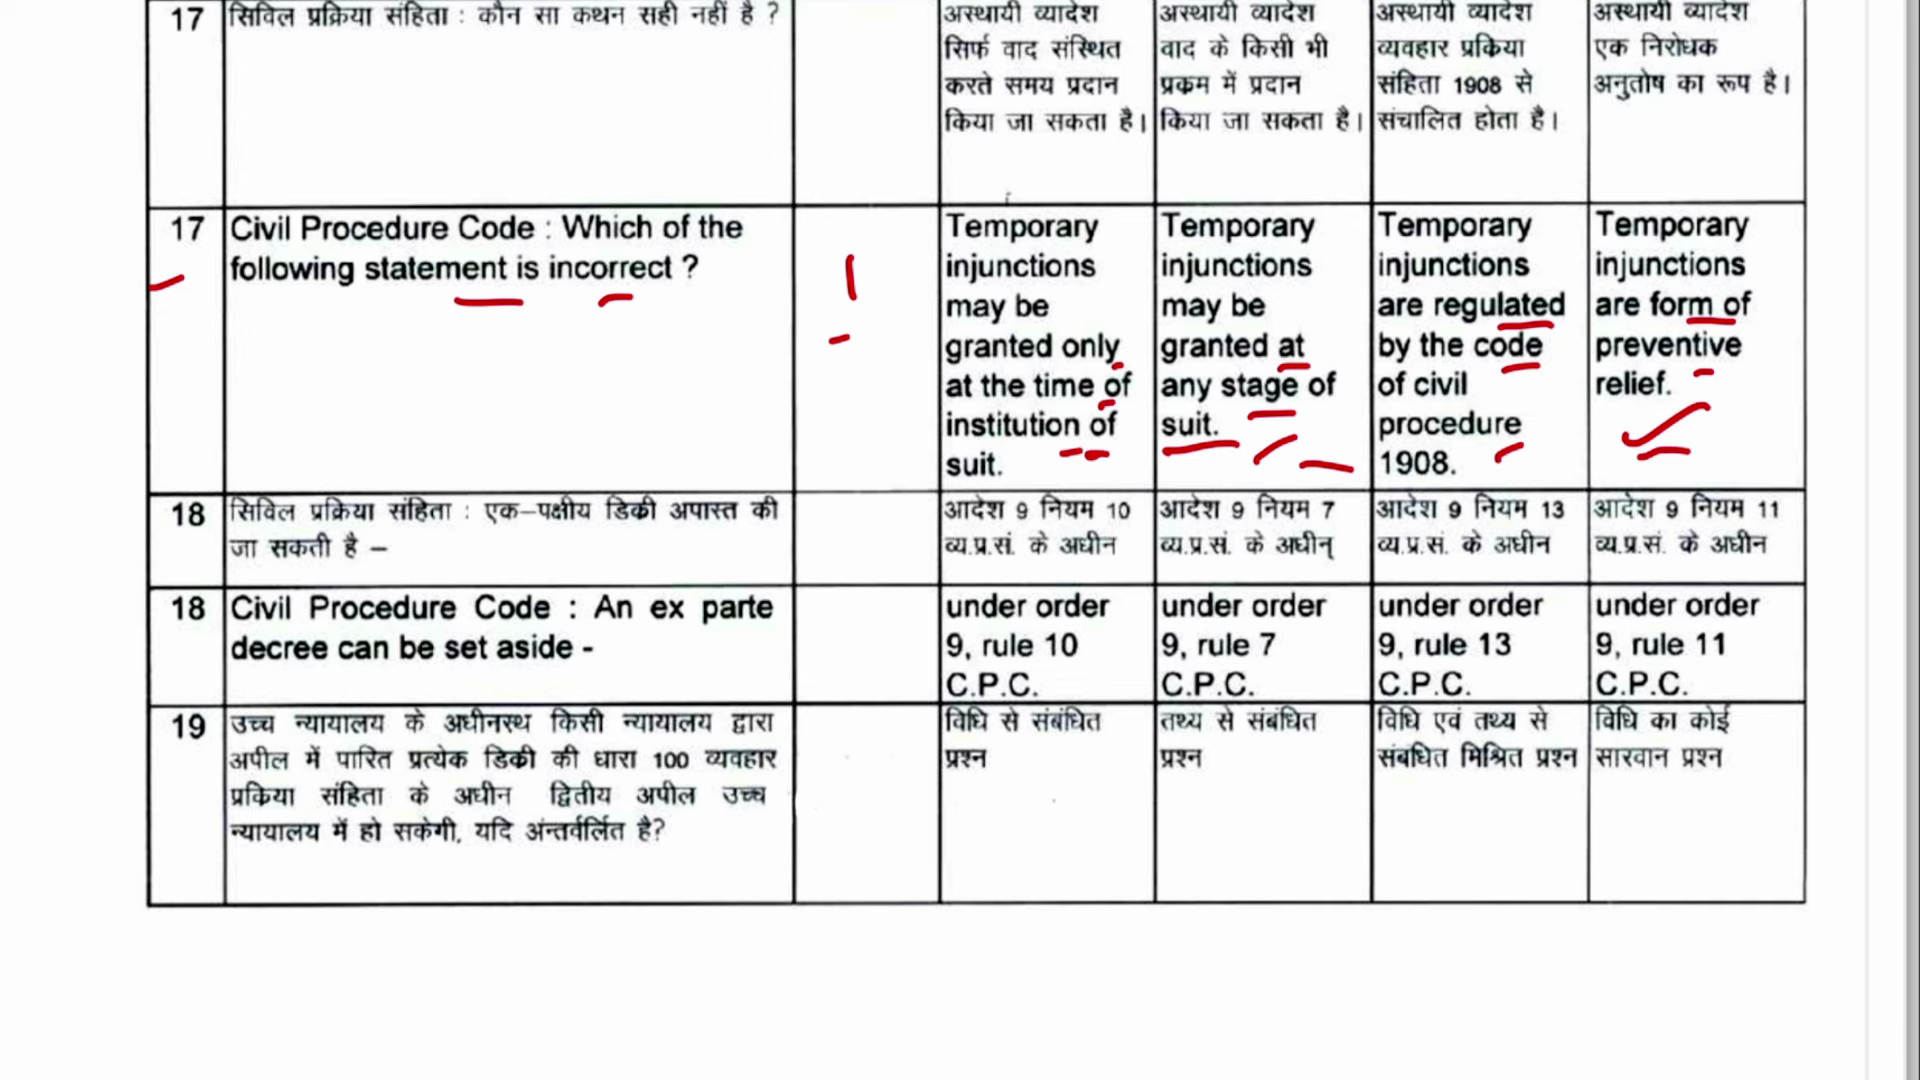 17
सिविल प्रक्रिया संहिता : कौन सा कथन सही नहीं है ?
अस्थायी व्यादेश
सिर्फ वाद संस्थित
करते समय प्रदान
किया जा सकता है।
अस्थायी व्यादेश
वाद के किसी भी
प्रकम में प्रदान
किया जा सकता है।
अस्थायी व्यादेश
व्यवहार प्रकिया
संहिता 1908 से
संचालित होता है।
अस्थायी व्यादेश
एक निरोधक
अनुतोष का रूप है।
17
Civil Procedure Code : Which of the
following statement is incorrect ?
1
Temporary
injunctions
may be
granted only
at the time of
institution of
suit.
Temporary
injunctions
may be
granted at
any stage of
suit.
Temporary
injunctions
are regulated
by the code
of civil
procedure
1908.
Temporary
injunctions
are form of
preventive
relief.
18
सिविल प्रक्रिया संहिता : एक–पक्षीय डिकी अपास्त की
जा सकती है –
आदेश 9 नियम 10
व्य.प्र.सं. के अधीन
आदेश 9 नियम 7
व्य.प्र.सं. के अधीन्
आदेश 9 नियम 13
व्य.प्र.सं. के अधीन
आदेश 9 नियम 11
व्य.प्र.सं. के अधीन
18
Civil Procedure Code : An ex parte
decree can be set aside -
under order
9, rule 10
C.P.C.
under order
9, rule 7
C.P.C.
under order
9, rule 13
C.P.C.
under order
9, rule 11
C.P.C.
19
उच्च न्यायालय के अधीनस्थ किसी न्यायालय द्वारा
अपील में पारित प्रत्येक डिकी की धारा 100 व्यवहार
प्रकिया संहिता के अधीन द्वितीय अपील उच्च
न्यायालय में हो सकेगी, यदि अंन्तर्वर्लित है?
विधि से संबंधित
प्रश्न
तथ्य से संबंधित
प्रश्न
विधि एवं तथ्य से
संबंधित मिश्रित प्रश्न
विधि का कोई
सारवान प्रश्न